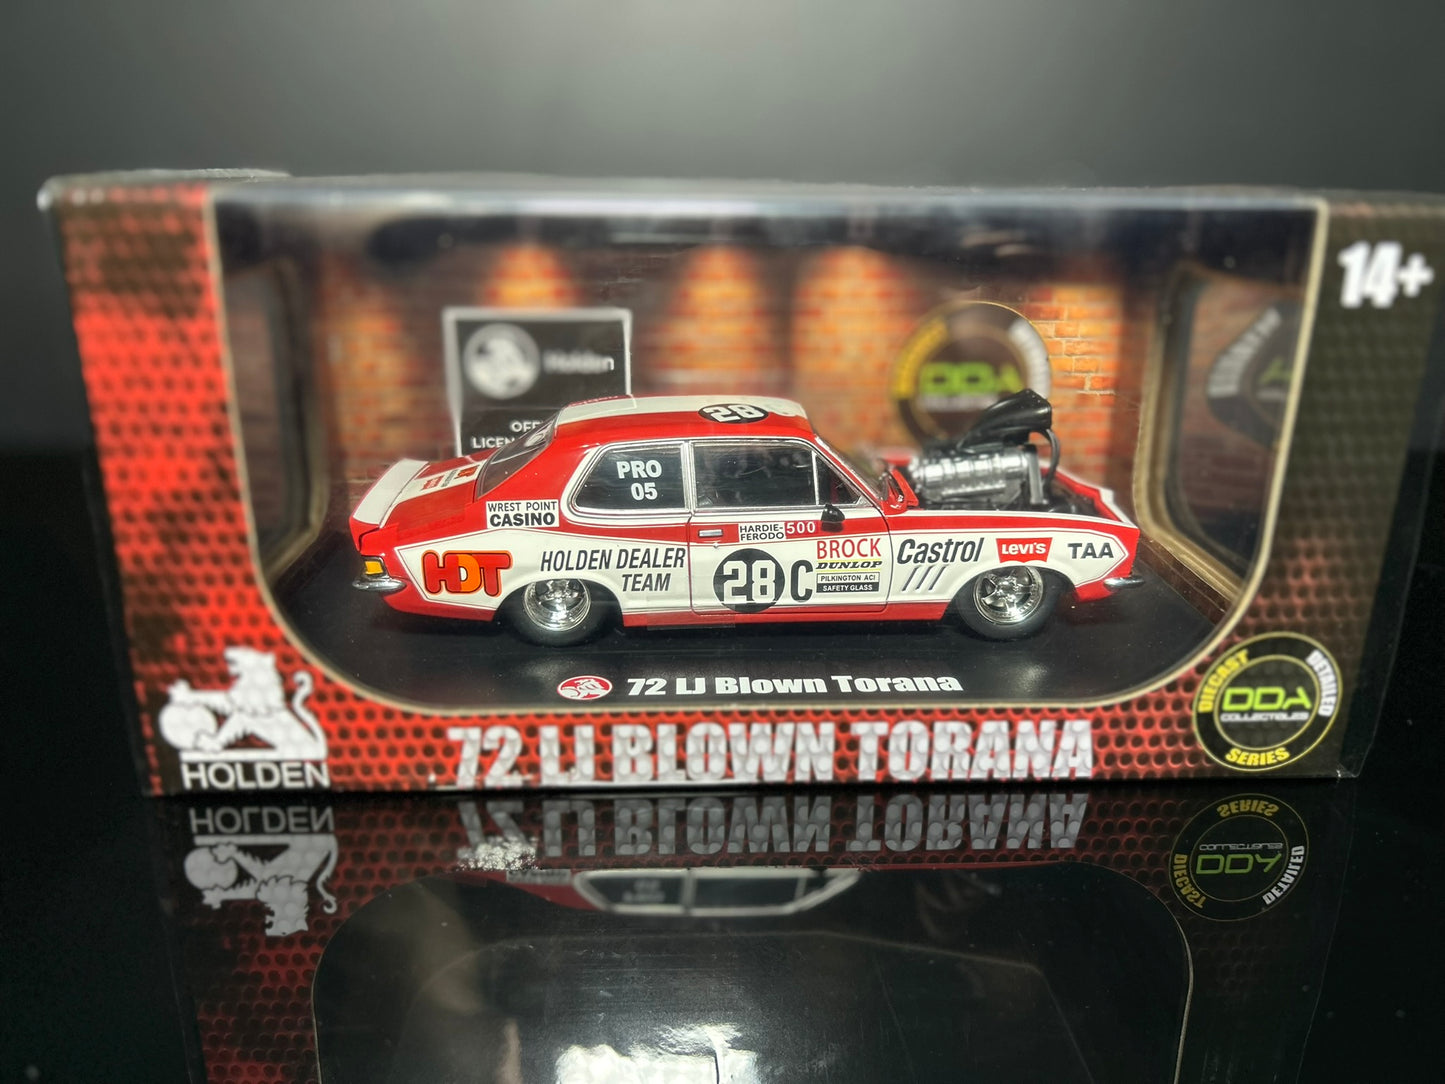 14+
Holden
DDA
28
PRO
05
WREST POINT
CASINO
HDT
HOLDEN DEALER
TEAM
HARDIE-
FERODO 500
28 C
BROCK
DUNLOP
PILKINGTON ACI
SAFETY GLASS
Castrol
LEVI'S
TAA
72 LJ Blown Torana
HOLDEN
72 LJ BLOWN TORANA
DIECAST
DETAILED
DDA
COLLECTIBLES
SERIES